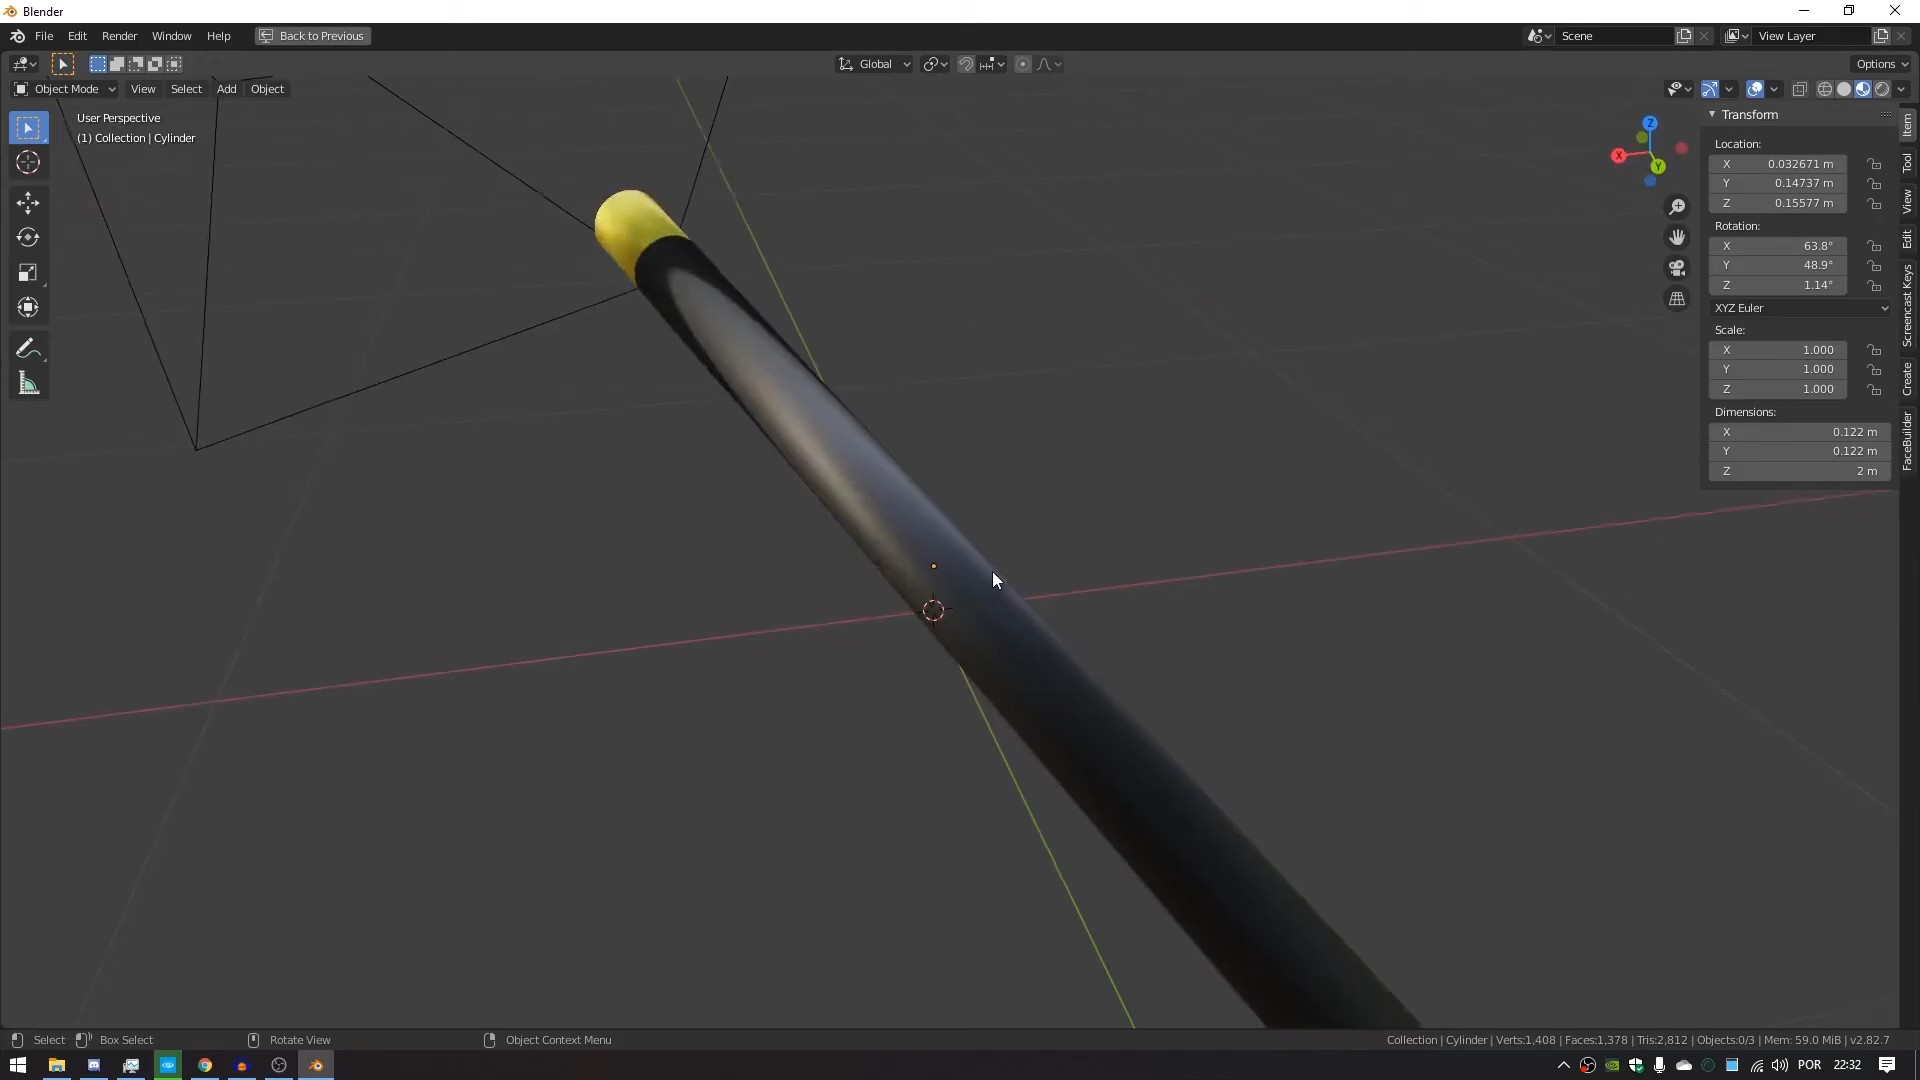 Blender
File Edit Render Window Help Back to Previous Scene View Layer
Global Options
Object Mode View Select Add Object
User Perspective
(1) Collection | Cylinder
Z
X
Y
Transform
Location:
X 0.032671 m
Y 0.14737 m
Z 0.15577 m
Rotation:
X 63.8°
Y 48.9°
Z 1.14°
XYZ Euler
Scale:
X 1.000
Y 1.000
Z 1.000
Dimensions:
X 0.122 m
Y 0.122 m
Z 2 m
Item
Tool
View
Edit
Screencast Keys
Create
FaceBuilder
Select Box Select Rotate View Object Context Menu Collection | Cylinder | Verts:1,408 | Faces:1,378 | Tris:2,812 | Objects:0/3 | Mem: 59.0 MiB | v2.82.7
POR 22:32